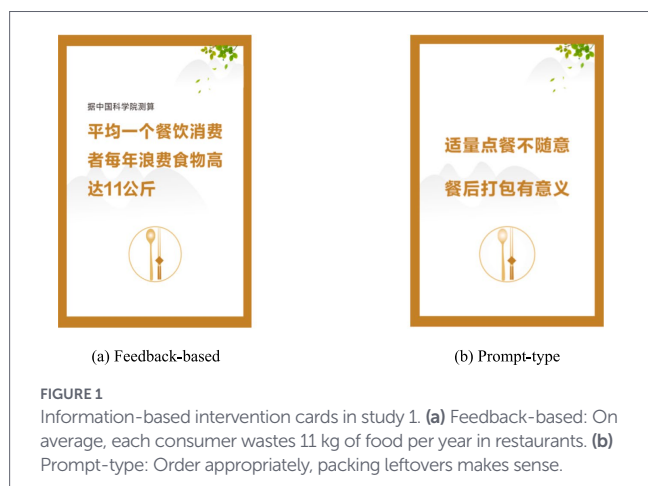 据中国科学院测算
平均一个餐饮消费
者每年浪费食物高
达11公斤
适量点餐不随意
餐后打包有意义
(a) Feedback-based
(b) Prompt-type
FIGURE 1
Information-based intervention cards in study 1. (a) Feedback-based: On
average, each consumer wastes 11 kg of food per year in restaurants. (b)
Prompt-type: Order appropriately, packing leftovers makes sense.